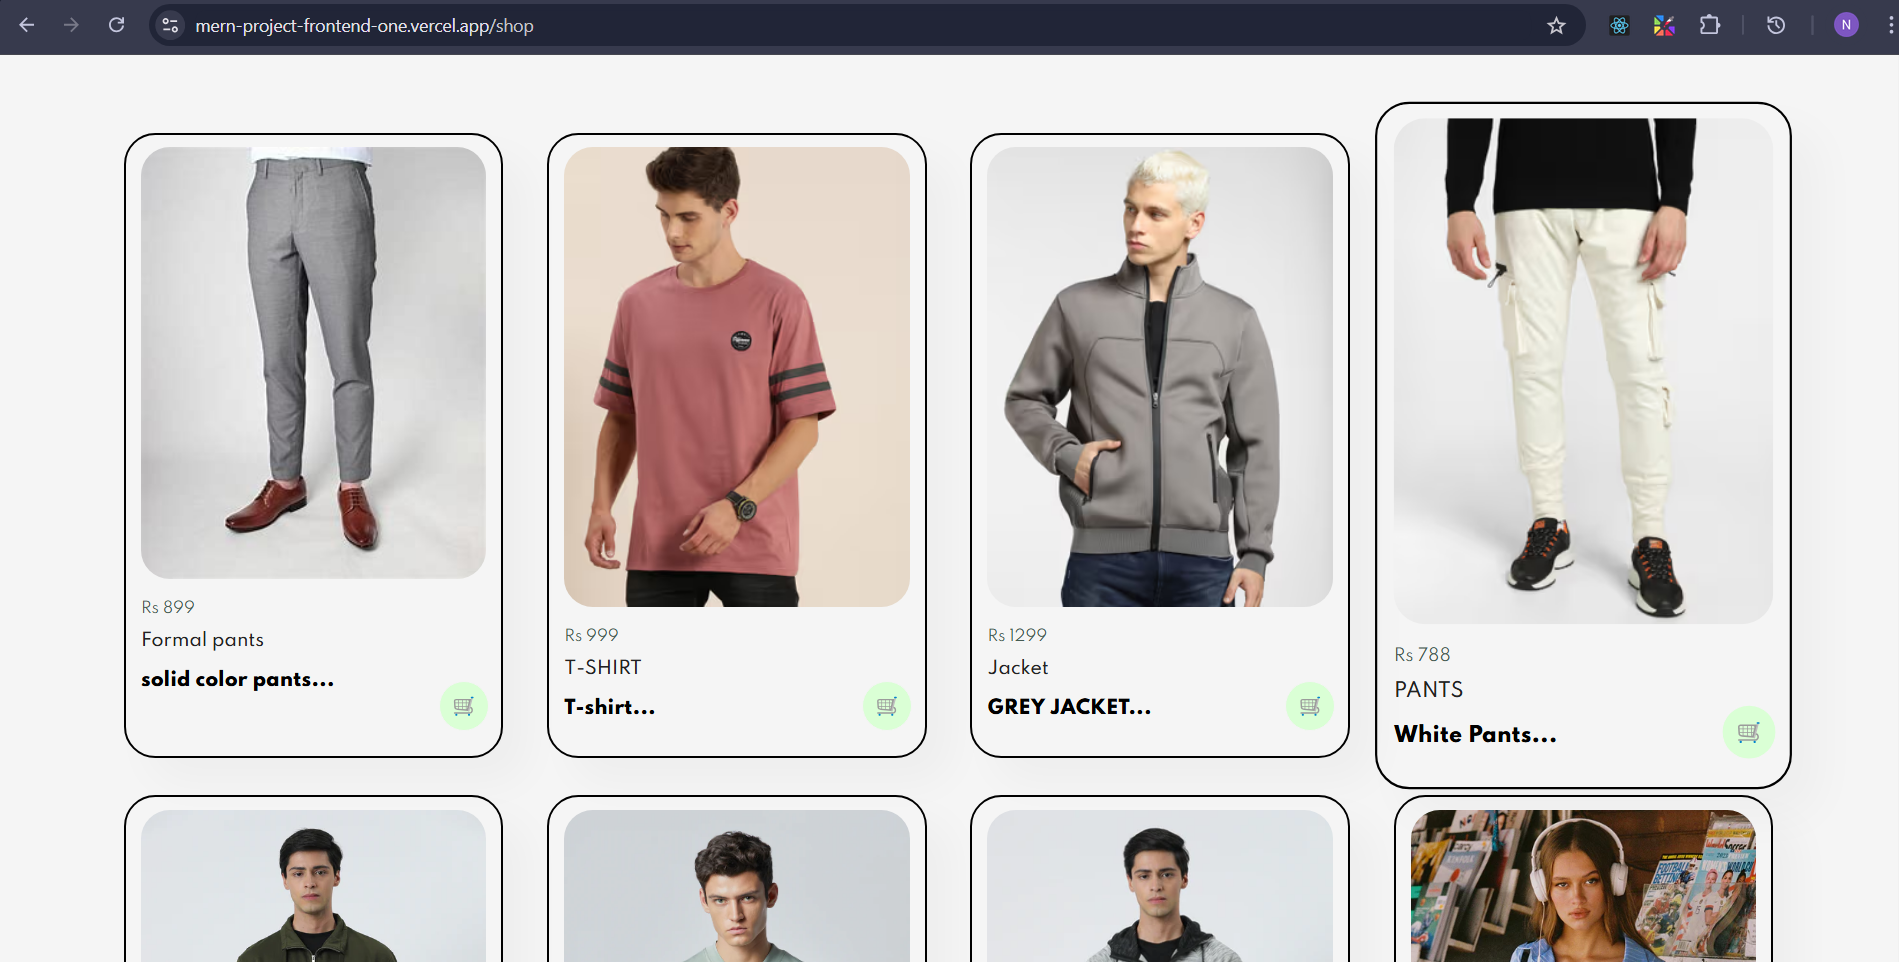 mern-project-frontend-one.vercel.app/shop
N
Rs 899
Formal pants
solid color pants...
Rs 999
T-SHIRT
T-shirt...
Rs 1299
Jacket
GREY JACKET...
Rs 788
PANTS
White Pants...